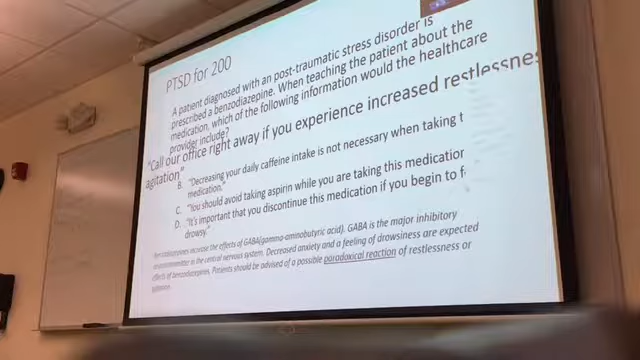 PTSD for 200
A patient diagnosed with an post-traumatic stress disorder is
prescribed a benzodiazepine. When teaching the patient about the
medication, which of the following information would the healthcare
provider include?
"Call our office right away if you experience increased restlessness
agitation"
B. "Decreasing your daily caffeine intake is not necessary when taking t
medication."
C. "You should avoid taking aspirin while you are taking this medication
D. "It's important that you discontinue this medication if you begin to f
drowsy."
increase the effects of GABA(gamma-aminobutyric acid). GABA is the major inhibitory
in the central nervous system. Decreased anxiety and a feeling of drowsiness are expected
effects of benzodiazepines. Patients should be advised of a possible paradoxical reaction of restlessness or